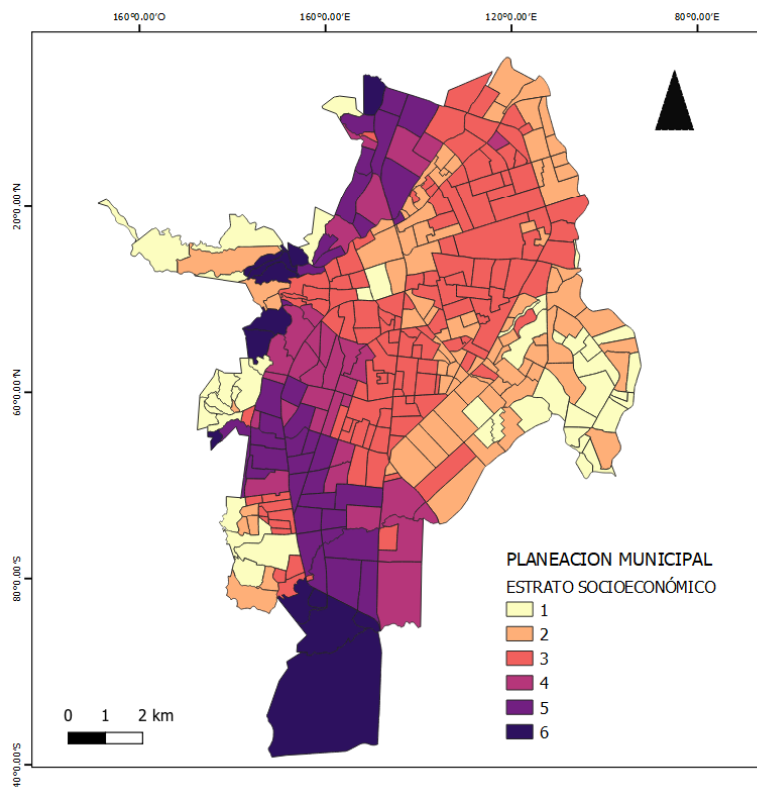 160°0.00'O 160°0.00'E 120°0.00'E 80°0.00'E
20°0.00'N
60°0.00'N
80°0.00'S
40°0.00'S
PLANEACION MUNICIPAL
ESTRATO SOCIOECONÓMICO
1
2
3
4
5
6
0 1 2 km